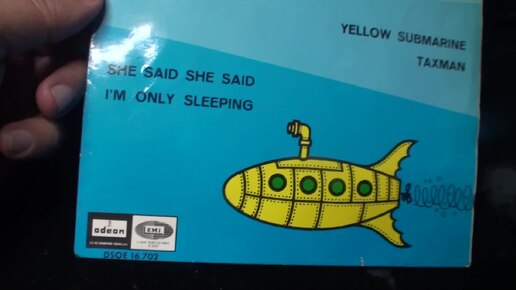 YELLOW SUBMARINE
TAXMAN
SHE SAID SHE SAID
I'M ONLY SLEEPING
odeon
EMI
DSOE 16.702